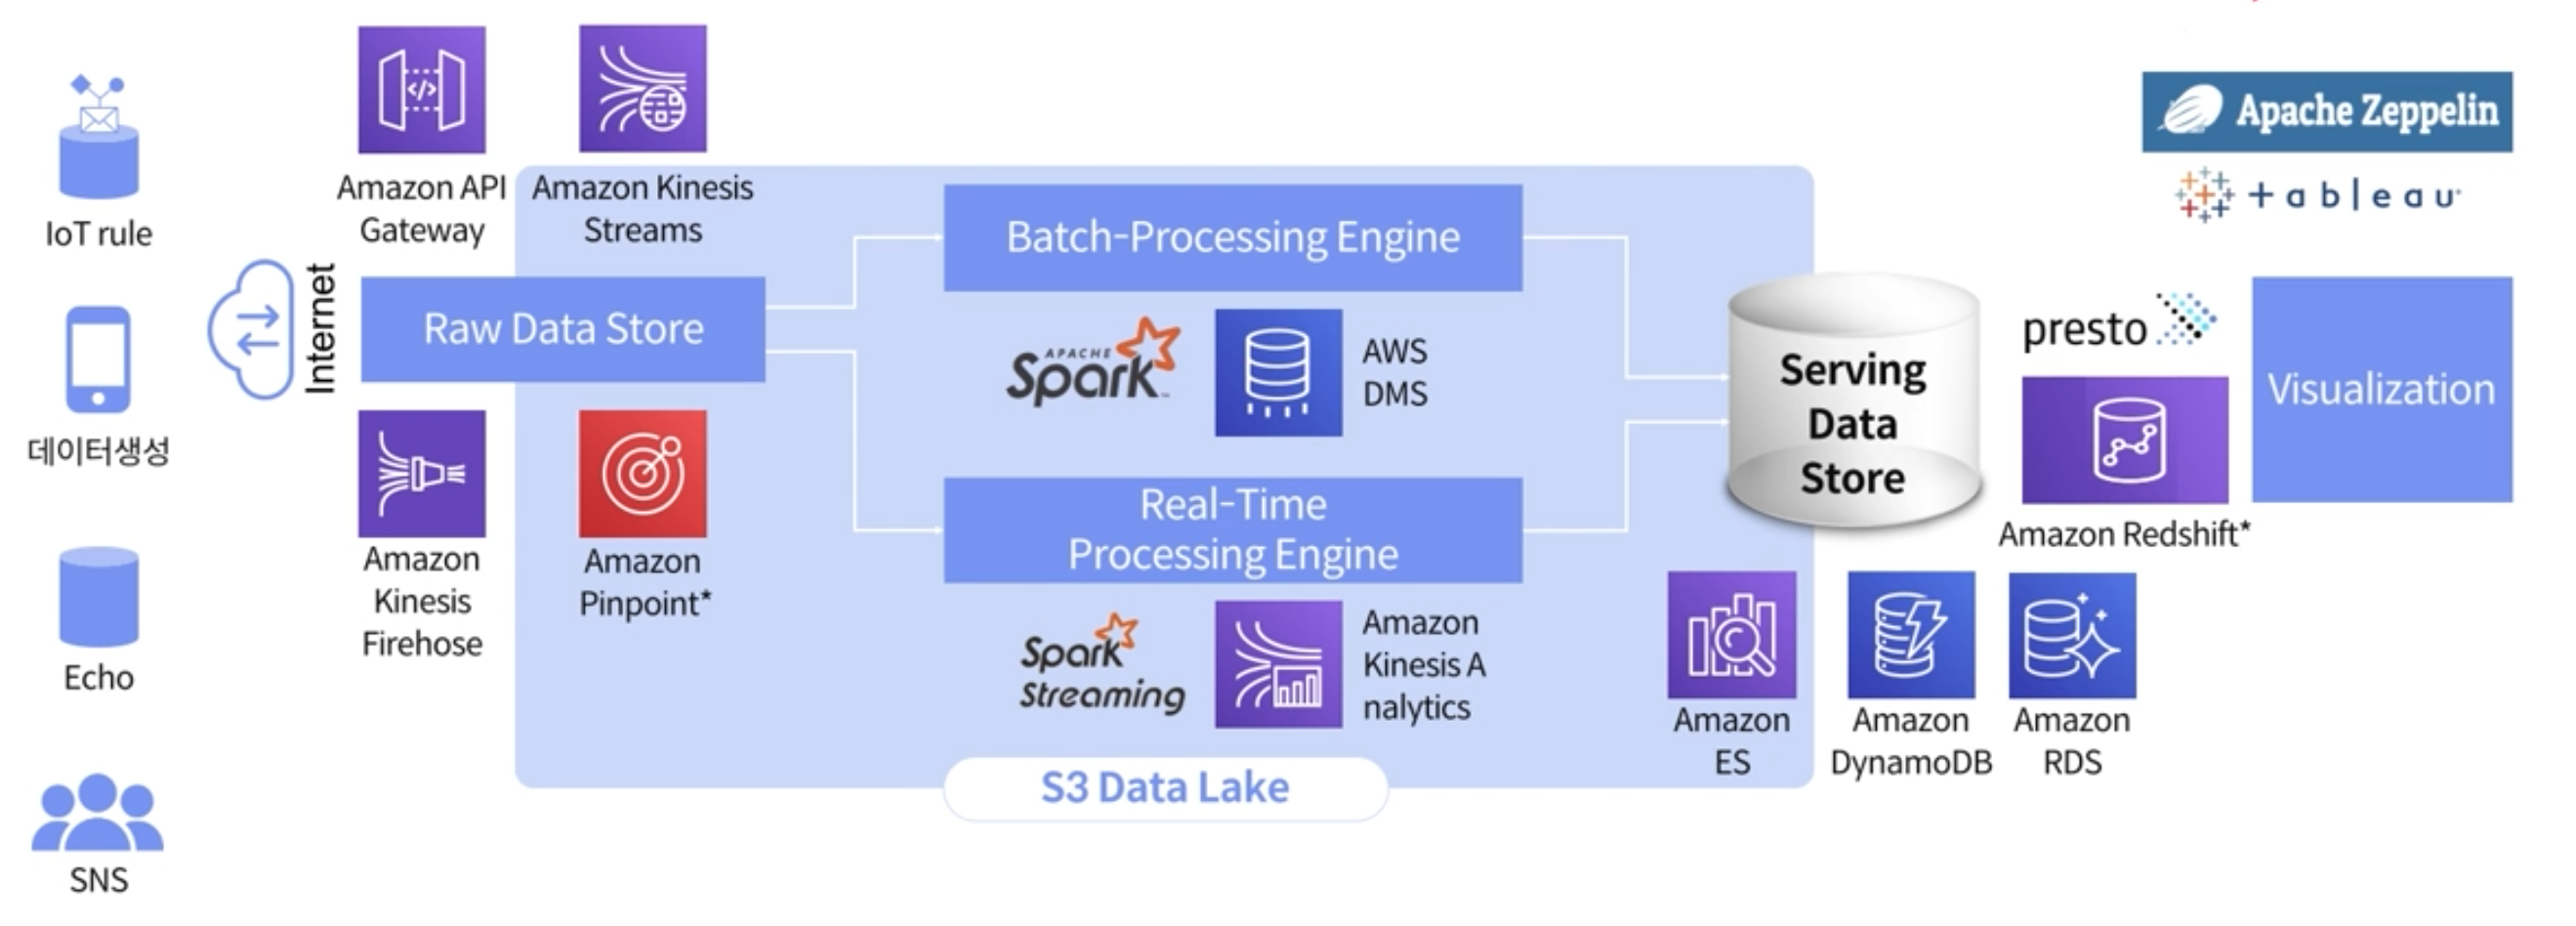 IoT rule
데이터생성
Echo
SNS
Internet
Amazon API
Gateway
Amazon Kinesis
Streams
Raw Data Store
Amazon
Kinesis
Firehose
Amazon
Pinpoint*
Batch-Processing Engine
APACHE
Spark™
AWS
DMS
Real-Time
Processing Engine
Spark
Streaming
Amazon
Kinesis A
nalytics
S3 Data Lake
Serving
Data
Store
Amazon
ES
Amazon
DynamoDB
Amazon
RDS
presto
Amazon Redshift*
Apache Zeppelin
+ a b l e a u
Visualization